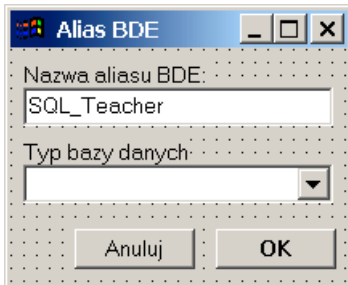 Alias BDE
Nazwa aliasu BDE:
SQL_Teacher
Typ bazy danych
Anuluj
OK